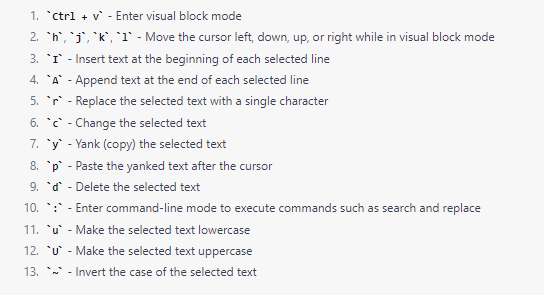 1. `Ctrl + v` - Enter visual block mode
2. `h`, `j`, `k`, `l` - Move the cursor left, down, up, or right while in visual block mode
3. `I` - Insert text at the beginning of each selected line
4. `A` - Append text at the end of each selected line
5. `r` - Replace the selected text with a single character
6. `c` - Change the selected text
7. `y` - Yank (copy) the selected text
8. `p` - Paste the yanked text after the cursor
9. `d` - Delete the selected text
10. `:` - Enter command-line mode to execute commands such as search and replace
11. `u` - Make the selected text lowercase
12. `U` - Make the selected text uppercase
13. `~` - Invert the case of the selected text